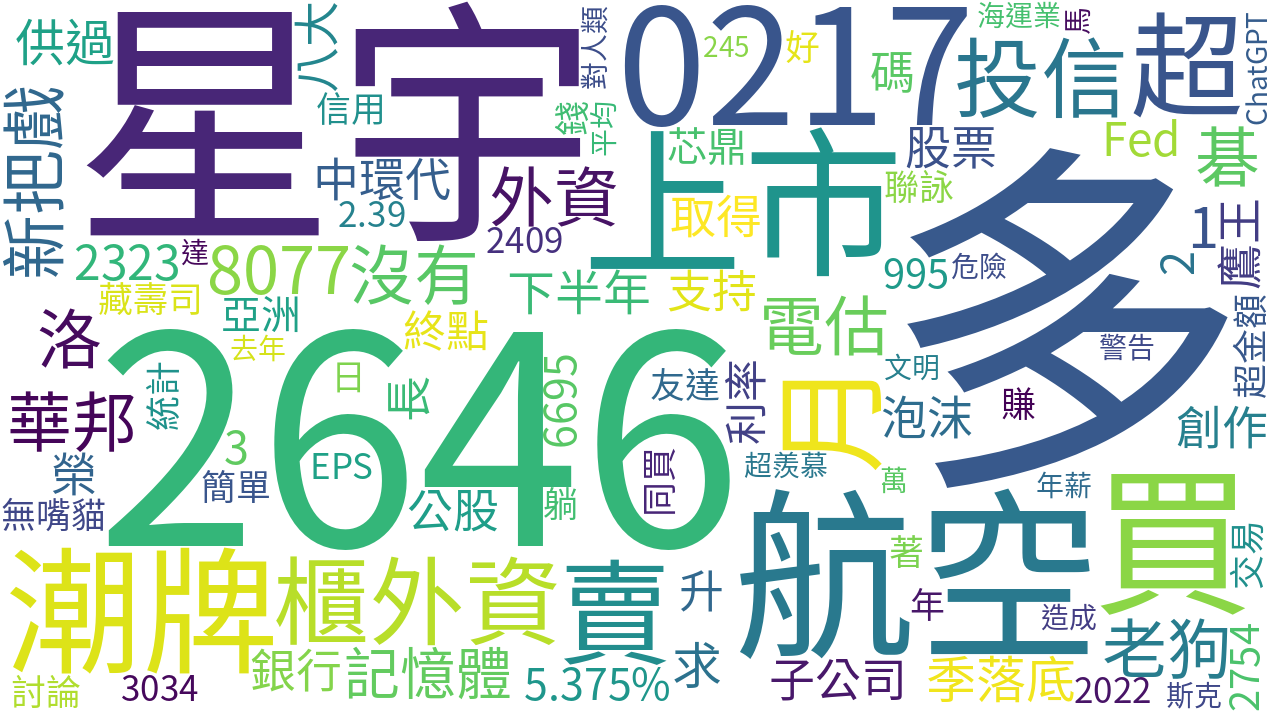 供過
星宇
八大
信用
對人類
0217
245
好
碼
投信
海運業
馬
超
ChatGPT
新把戲
中環代
2.39
外資
2409
錢
平均
上市
芯鼎
取得
股票
聯詠
Fed
碁
多
1
2
鷹王
2323
達
8077
沒有
下半年
支持
電估
995
危險
藏壽司
亞洲
去年
終點
洛
2646
日
長
6695
友達
利率
月
文明
泡沫
賺
警告
超金額
創作
華邦
統計
3
EPS
同買
超羨慕
萬
年薪
榮
簡單
無嘴貓
公股
躺
航空
著
買
交易
潮牌
櫃外資
賣
升
年
造成
老狗
2754
銀行
記憶體
5.375%
求
子公司
季落底
2022
斯克
討論
3034